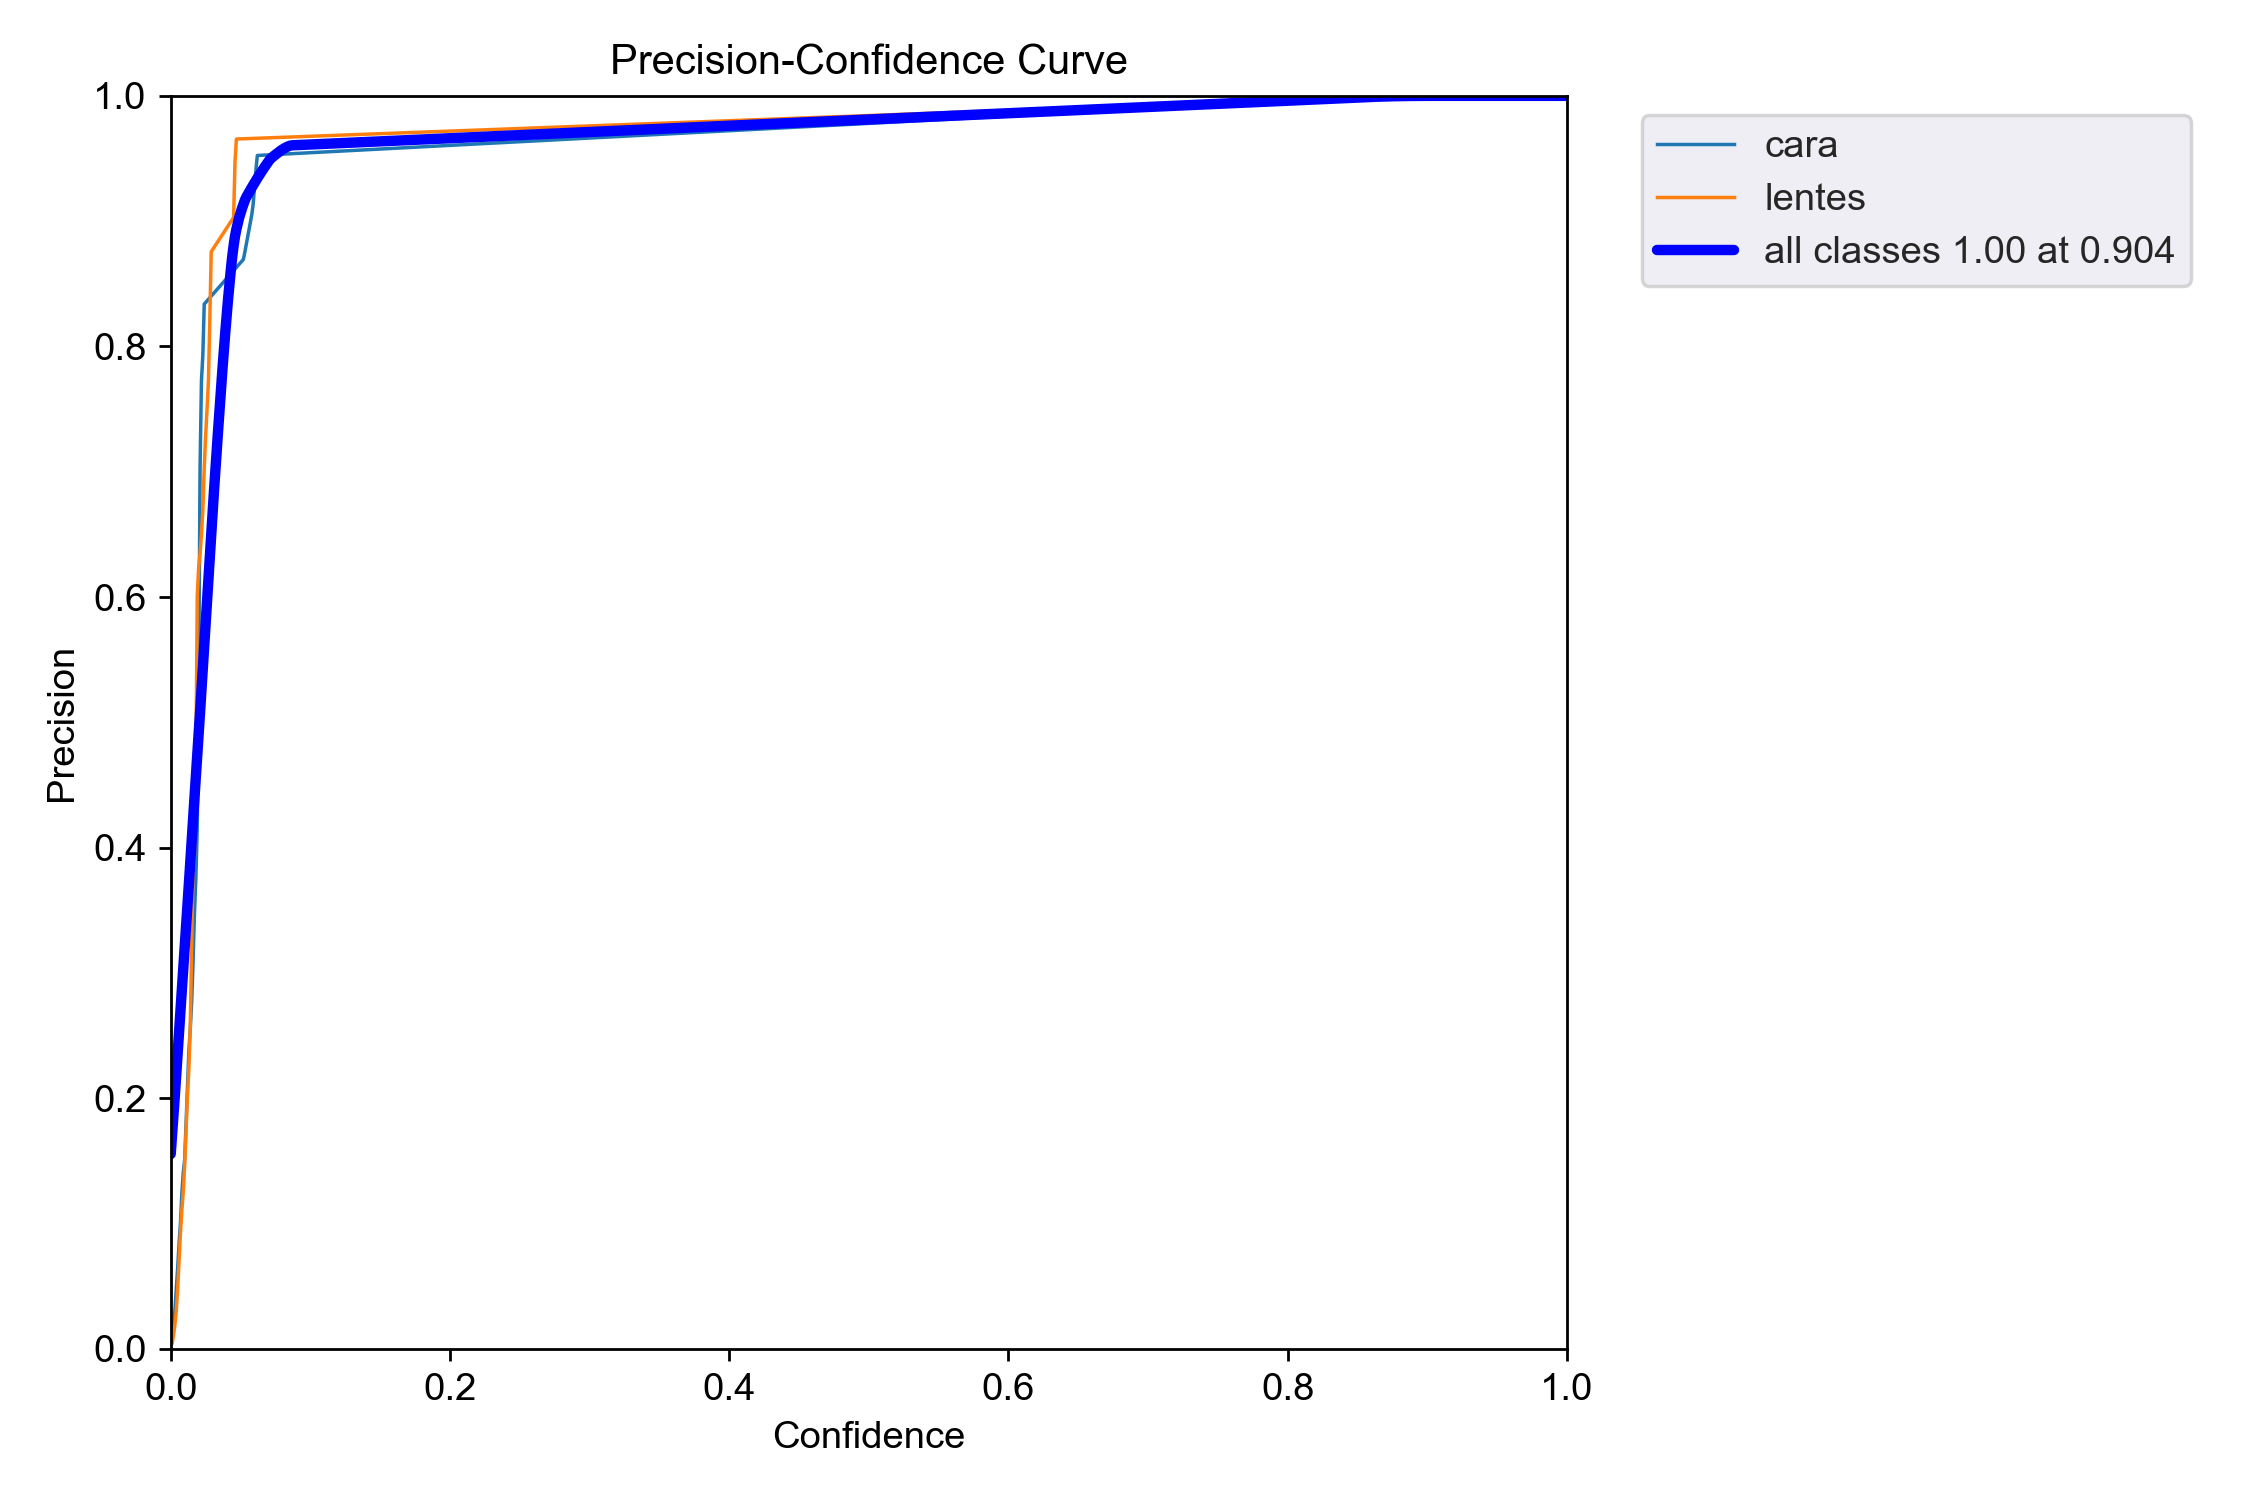 Precision-Confidence Curve
1.0
0.8
0.6
0.4
0.2
0.0
Precision
0.0 0.2 0.4 0.6 0.8 1.0
Confidence
cara
lentes
all classes 1.00 at 0.904